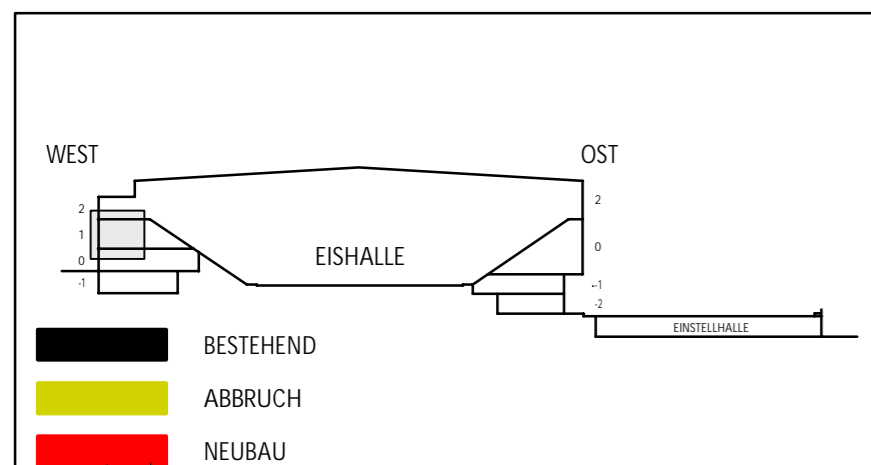 WEST
OST
2
1
0
-1
EISHALLE
2
0
-1
-2
EINSTELLHALLE
BESTEHEND
ABBRUCH
NEUBAU